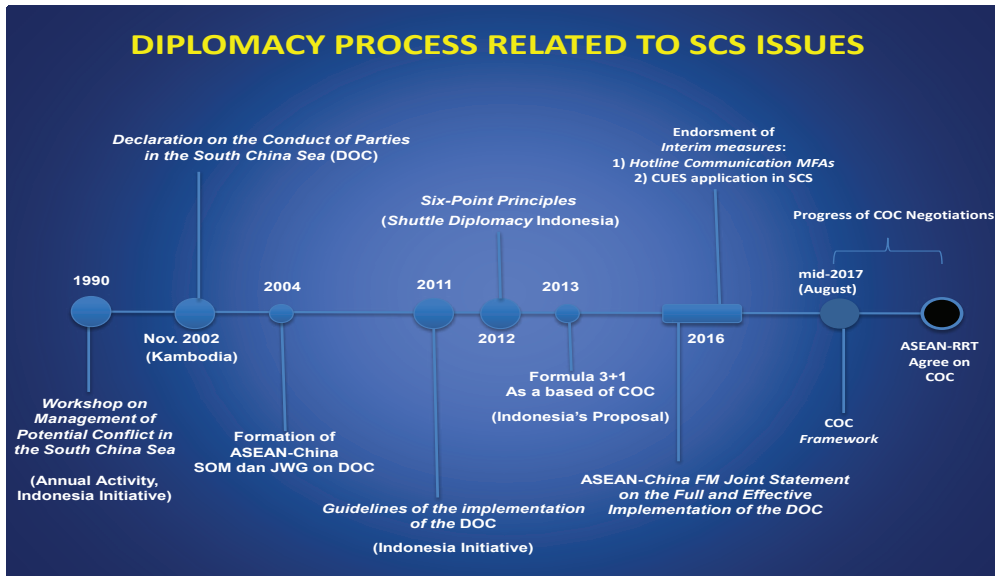 DIPLOMACY PROCESS RELATED TO SCS ISSUES
Declaration on the Conduct of Parties
in the South China Sea (DOC)
Six-Point Principles
(Shuttle Diplomacy Indonesia)
Endorsment of
Interim measures:
1) Hotline Communication MFAs
2) CUES application in SCS
Progress of COC Negotiations
1990
Nov. 2002
(Kambodia)
2004
2011
2012
2013
2016
mid-2017
(August)
ASEAN-RRT
Agree on
COC
Workshop on
Management of
Potential Conflict in
the South China Sea
(Annual Activity,
Indonesia Initiative)
Formation of
ASEAN-China
SOM dan JWG on DOC
Guidelines of the implementation
of the DOC
(Indonesia Initiative)
Formula 3+1
As a based of COC
(Indonesia's Proposal)
ASEAN-China FM Joint Statement
on the Full and Effective
Implementation of the DOC
COC
Framework